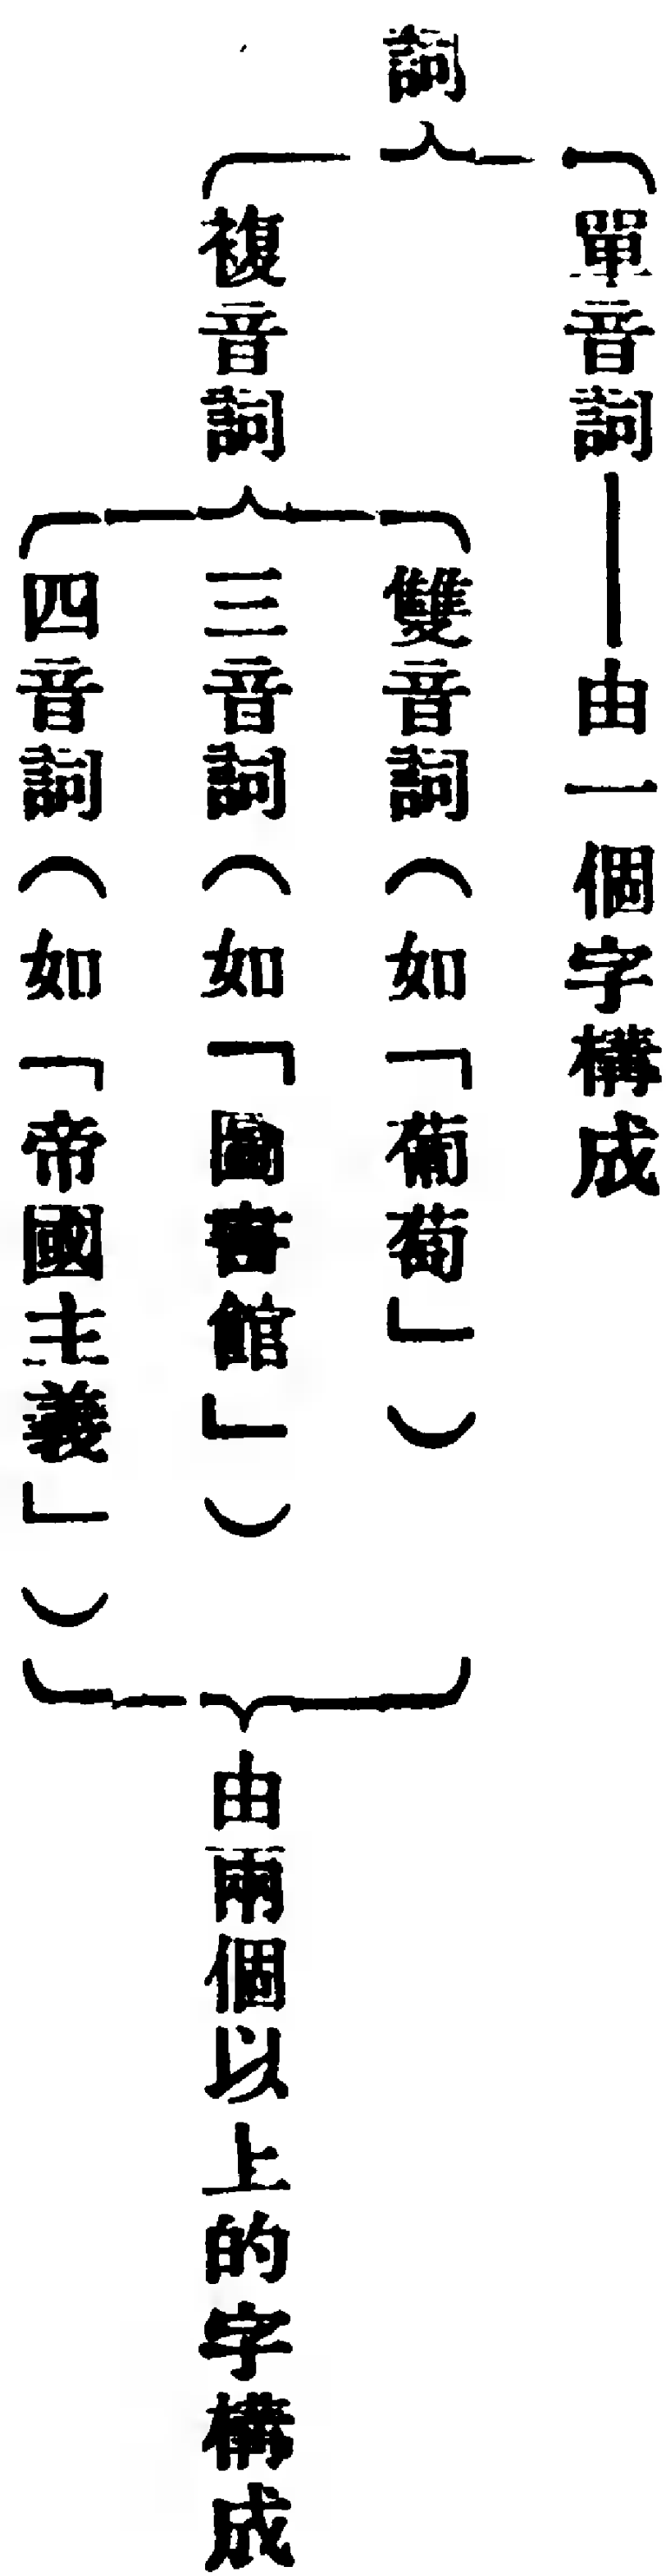 詞
單音詞——由一個字構成
複音詞
雙音詞（如「葡萄」）
三音詞（如「圖書館」）
四音詞（如「帝國主義」）
由兩個以上的字構成